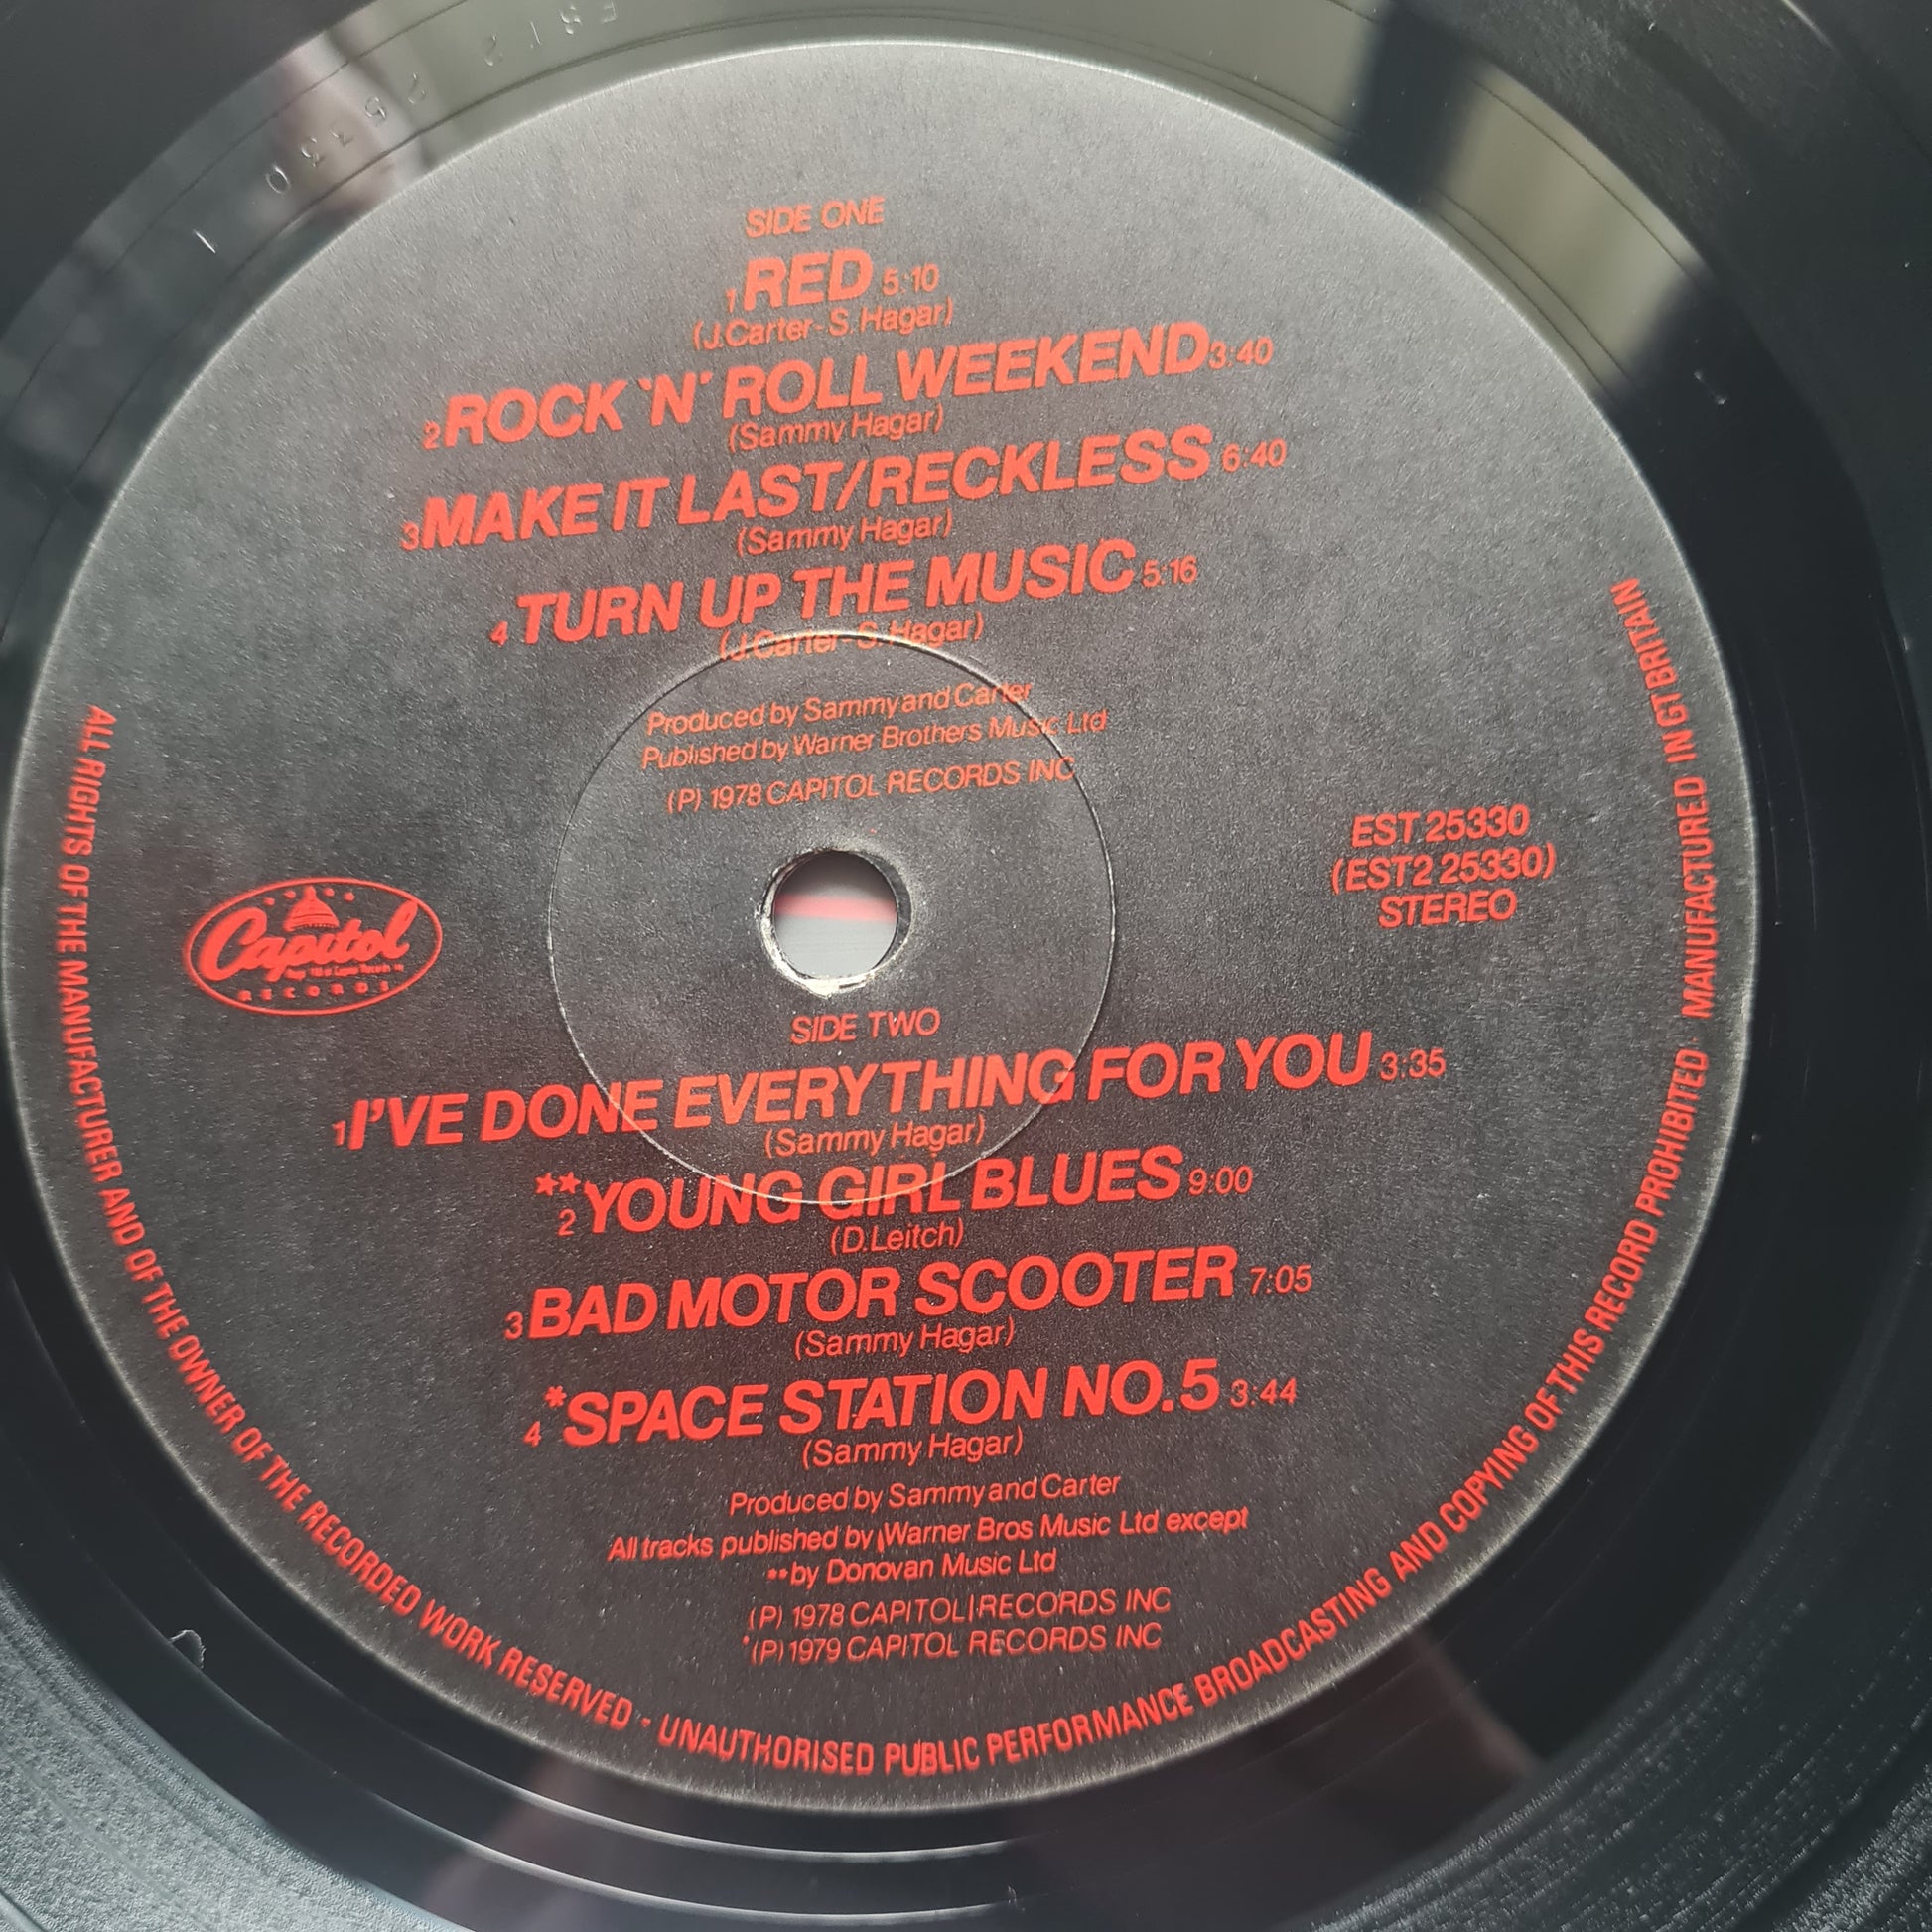 E ST 2 25330
SIDE ONE
1 RED 5:10
(J.Carter-S.Hagar)
2 ROCK 'N' ROLL WEEKEND 3:40
(Sammy Hagar)
3 MAKE IT LAST/RECKLESS 6:40
(Sammy Hagar)
4 TURN UP THE MUSIC 5:16
(J.Carter-S.Hagar)
Produced by Sammy and Carter
Published by Warner Brothers Music Ltd
(P) 1978 CAPITOL RECORDS INC
EST 25330
(EST2 25330)
STEREO
Capitol
RECORDS
SIDE TWO
1 I'VE DONE EVERYTHING FOR YOU 3:35
(Sammy Hagar)
2 **YOUNG GIRL BLUES 9:00
(D.Leitch)
3 BAD MOTOR SCOOTER 7:05
(Sammy Hagar)
4 *SPACE STATION NO.5 3:44
(Sammy Hagar)
Produced by Sammy and Carter
All tracks published by Warner Bros Music Ltd except
**by Donovan Music Ltd
(P) 1978 CAPITOL RECORDS INC
*(P) 1979 CAPITOL RECORDS INC
ALL RIGHTS OF THE MANUFACTURER AND OF THE OWNER OF THE RECORDED WORK RESERVED - UNAUTHORISED PUBLIC PERFORMANCE BROADCASTING AND COPYING OF THIS RECORD PROHIBITED · MANUFACTURED IN GT BRITAIN